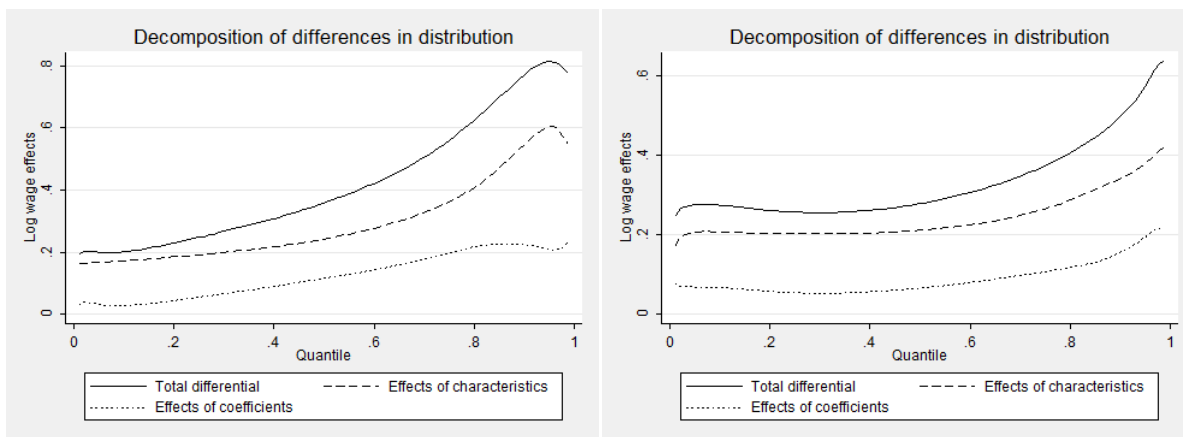 Decomposition of differences in distribution
Log wage effects
.8
.6
.4
.2
0
0 .2 .4 .6 .8 1
Quantile
Total differential Effects of characteristics
Effects of coefficients
Decomposition of differences in distribution
Log wage effects
.6
.4
.2
0
0 .2 .4 .6 .8 1
Quantile
Total differential Effects of characteristics
Effects of coefficients